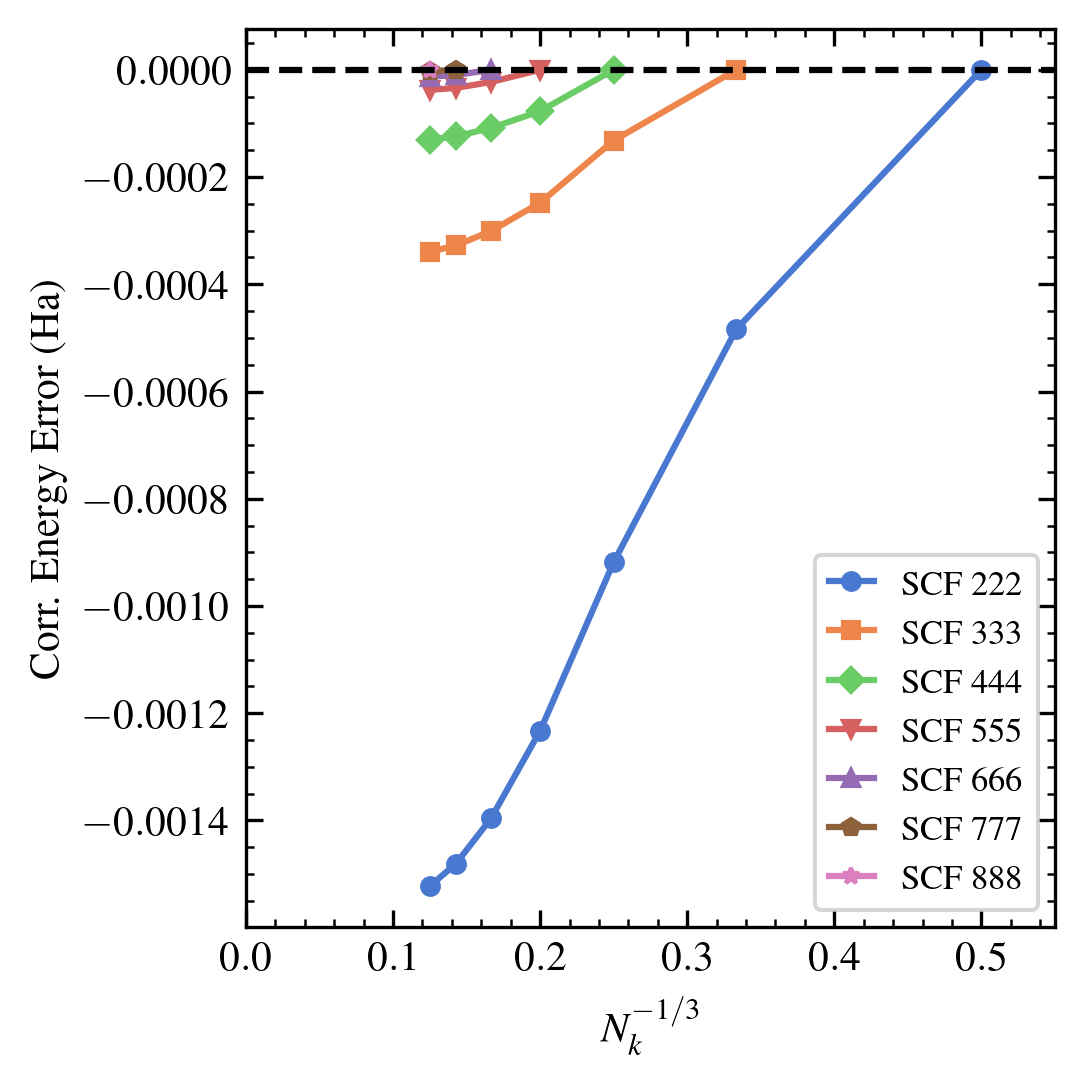 0.0000
−0.0002
−0.0004
−0.0006
−0.0008
−0.0010
−0.0012
−0.0014
Corr. Energy Error (Ha)
SCF 222
SCF 333
SCF 444
SCF 555
SCF 666
SCF 777
SCF 888
0.0 0.1 0.2 0.3 0.4 0.5
$N_k^{-1/3}$